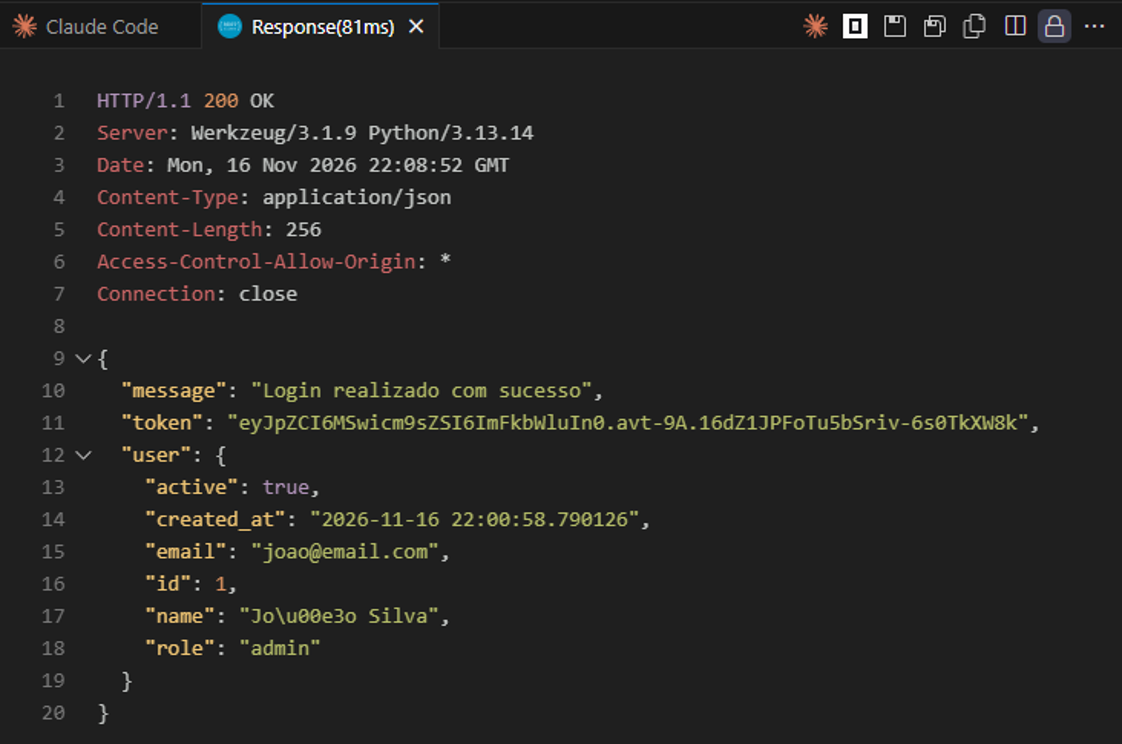 Claude Code
Response(81ms)
1 HTTP/1.1 200 OK
2 Server: Werkzeug/3.1.9 Python/3.13.14
3 Date: Mon, 16 Nov 2026 22:08:52 GMT
4 Content-Type: application/json
5 Content-Length: 256
6 Access-Control-Allow-Origin: *
7 Connection: close
8
9 {
10 "message": "Login realizado com sucesso",
11 "token": "eyJpZCI6MSwicm9sZSI6ImFkbWluIn0.avt-9A.16dZ1JPFoTu5bSriv-6s0TkXW8k",
12 "user": {
13 "active": true,
14 "created_at": "2026-11-16 22:00:58.790126",
15 "email": "joao@email.com",
16 "id": 1,
17 "name": "Jo\u00e3o Silva",
18 "role": "admin"
19 }
20 }